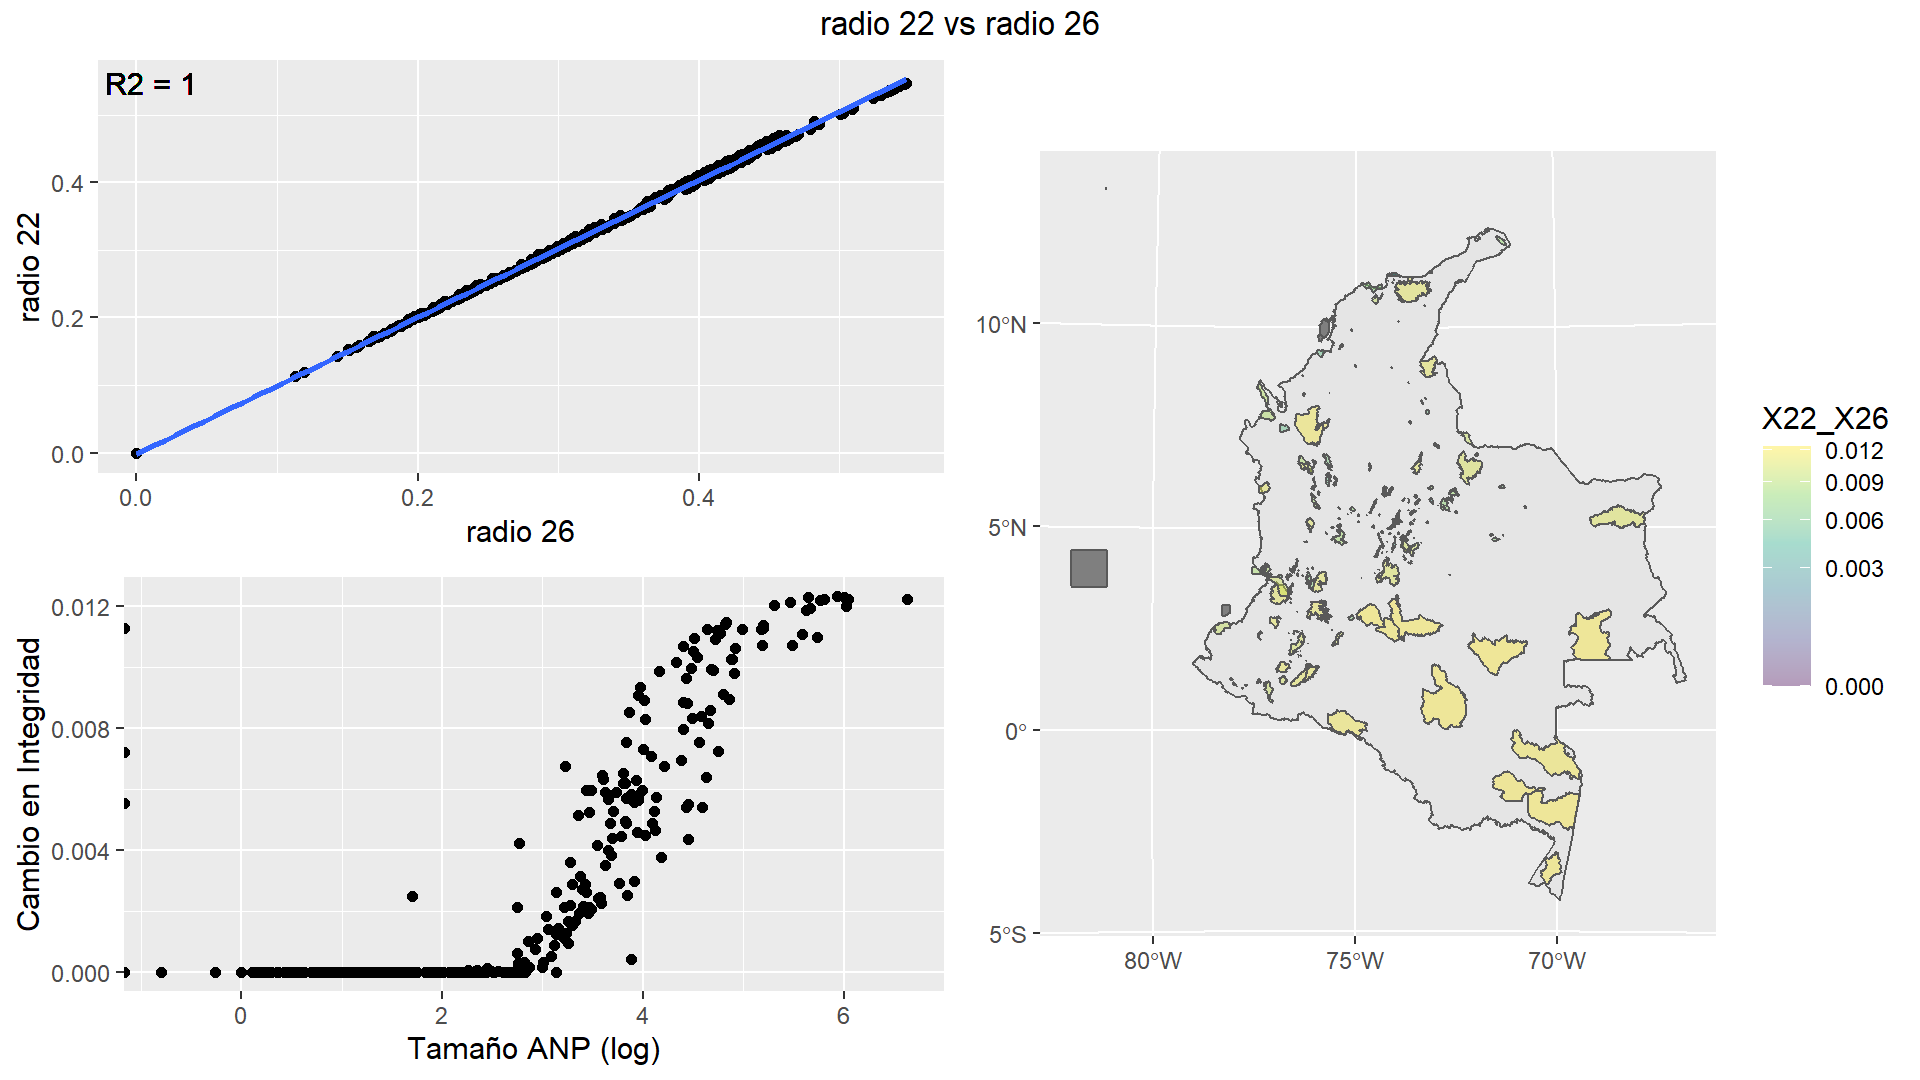 radio 22 vs radio 26
R2 = 1
radio 22
0.4
0.2
0.0
0.0
0.2
0.4
radio 26
Cambio en Integridad
0.012
0.008
0.004
0.000
0
2
4
6
Tamaño ANP (log)
10°N
5°N
0°
5°S
80°W
75°W
70°W
X22_X26
0.012
0.009
0.006
0.003
0.000